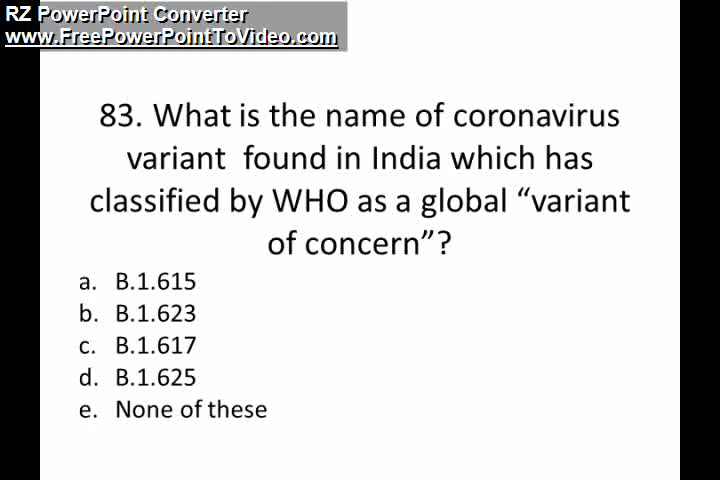 RZ PowerPoint Converter
www.FreePowerPointToVideo.com
83. What is the name of coronavirus
variant  found in India which has
classified by WHO as a global “variant
of concern”?
a. B.1.615
b. B.1.623
c. B.1.617
d. B.1.625
e. None of these